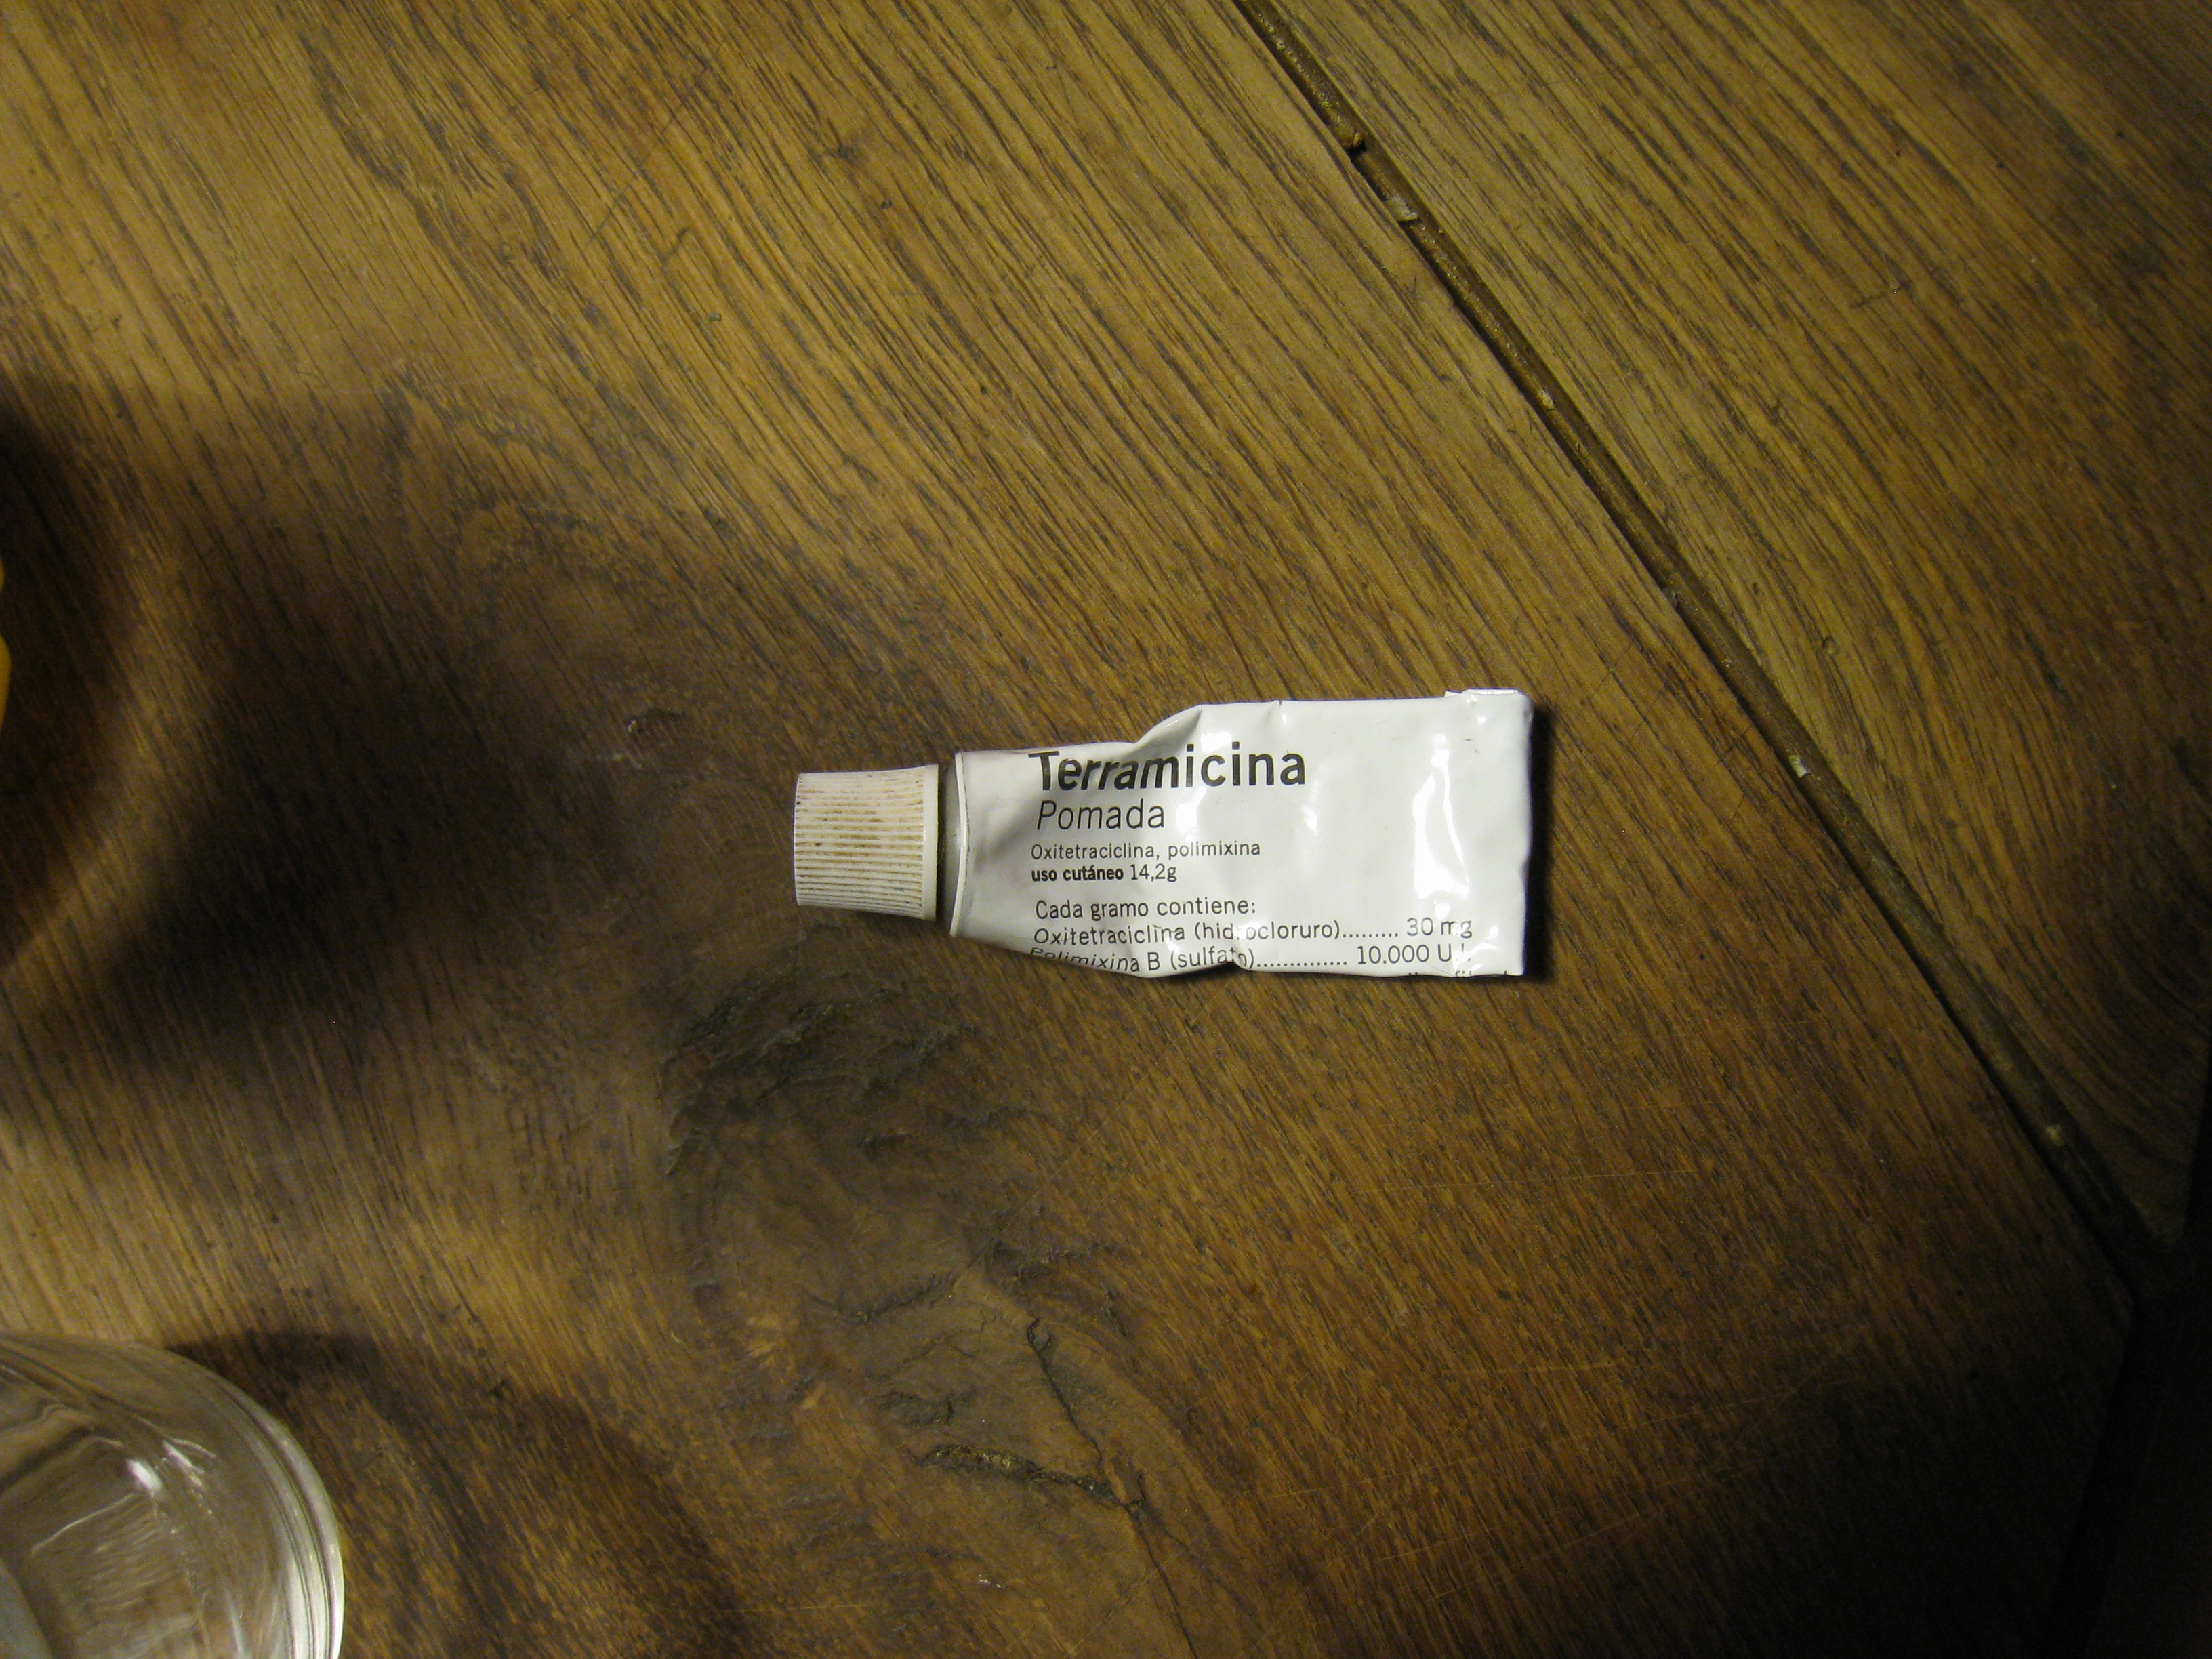 Terramicina
Pomada
Oxitetraciclina, polimixina
uso cutáneo 14,2g
Cada gramo contiene:
Oxitetraciclina (hidrocloruro)......... 30 mg
Polimixina B (sulfato).............. 10.000 U.I.